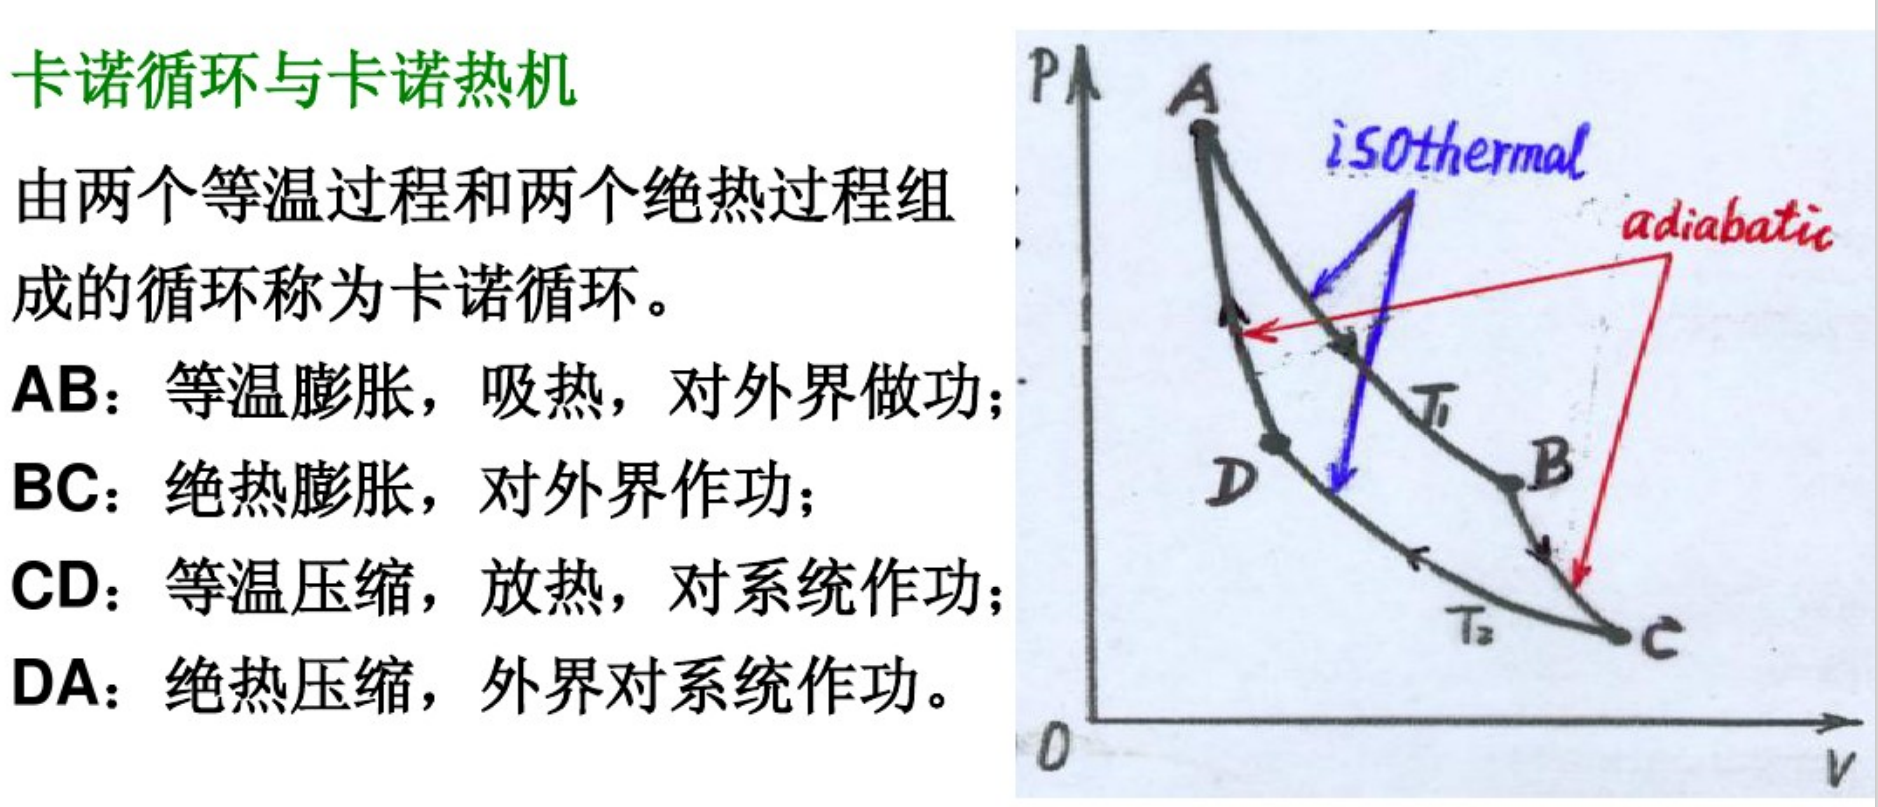 卡诺循环与卡诺热机
由两个等温过程和两个绝热过程组
成的循环称为卡诺循环。
AB：等温膨胀，吸热，对外界做功；
BC：绝热膨胀，对外界作功；
CD：等温压缩，放热，对系统作功；
DA：绝热压缩，外界对系统作功。
P
A
isothermal
adiabatic
T₁
B
D
T₂
C
O
V